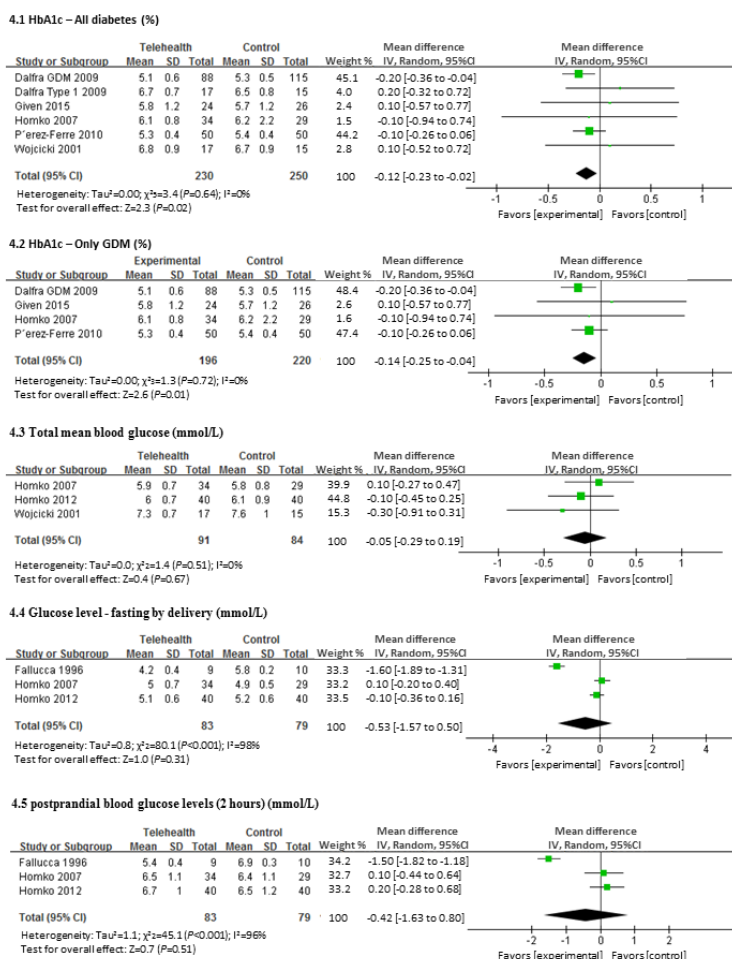 4.1 HbA1c – All diabetes (%)
Telehealth Control Mean difference Mean difference
Study or Subgroup Mean SD Total Mean SD Total Weight % IV, Random, 95%CI IV, Random, 95%CI
Dalfra GDM 2009 5.1 0.6 88 5.3 0.5 115 45.1 -0.20 [-0.36 to -0.04]
Dalfra Type 1 2009 6.7 0.7 17 6.5 0.8 15 4.0 0.20 [-0.32 to 0.72]
Given 2015 5.8 1.2 24 5.7 1.2 26 2.4 0.10 [-0.57 to 0.77]
Homko 2007 6.1 0.8 34 6.2 2.2 29 1.5 -0.10 [-0.94 to 0.74]
P´erez-Ferre 2010 5.3 0.4 50 5.4 0.4 50 44.2 -0.10 [-0.26 to 0.06]
Wojcicki 2001 6.8 0.9 17 6.7 0.9 15 2.8 0.10 [-0.52 to 0.72]
Total (95% CI) 230 250 100 -0.12 [-0.23 to -0.02]
Heterogeneity: Tau²=0.00; χ²₅=3.4 (P=0.64); I²=0%
Test for overall effect: Z=2.3 (P=0.02)
-1 -0.5 0 0.5 1
Favors [experimental] Favors [control]
4.2 HbA1c – Only GDM (%)
Experimental Control Mean difference Mean difference
Study or Subgroup Mean SD Total Mean SD Total Weight % IV, Random, 95%CI IV, Random, 95%CI
Dalfra GDM 2009 5.1 0.6 88 5.3 0.5 115 48.4 -0.20 [-0.36 to -0.04]
Given 2015 5.8 1.2 24 5.7 1.2 26 2.6 0.10 [-0.57 to 0.77]
Homko 2007 6.1 0.8 34 6.2 2.2 29 1.6 -0.10 [-0.94 to 0.74]
P´erez-Ferre 2010 5.3 0.4 50 5.4 0.4 50 47.4 -0.10 [-0.26 to 0.06]
Total (95% CI) 196 220 100 -0.14 [-0.25 to -0.04]
Heterogeneity: Tau²=0.00; χ²₃=1.3 (P=0.72); I²=0%
Test for overall effect: Z=2.6 (P=0.01)
-1 -0.5 0 0.5 1
Favors [experimental] Favors [control]
4.3 Total mean blood glucose (mmol/L)
Telehealth Control Mean difference Mean difference
Study or Subgroup Mean SD Total Mean SD Total Weight % IV, Random, 95%CI IV, Random, 95%CI
Homko 2007 5.9 0.7 34 5.8 0.8 29 39.9 0.10 [-0.27 to 0.47]
Homko 2012 6 0.7 40 6.1 0.9 40 44.8 -0.10 [-0.45 to 0.25]
Wojcicki 2001 7.3 0.7 17 7.6 1 15 15.3 -0.30 [-0.91 to 0.31]
Total (95% CI) 91 84 100 -0.05 [-0.29 to 0.19]
Heterogeneity: Tau²=0.0; χ²₂=1.4 (P=0.51); I²=0%
Test for overall effect: Z=0.4 (P=0.67)
-1 -0.5 0 0.5 1
Favors [experimental] Favors [control]
4.4 Glucose level - fasting by delivery (mmol/L)
Telehealth Control Mean difference Mean difference
Study or Subgroup Mean SD Total Mean SD Total Weight % IV, Random, 95%CI IV, Random, 95%CI
Fallucca 1996 4.2 0.4 9 5.8 0.2 10 33.3 -1.60 [-1.89 to -1.31]
Homko 2007 5 0.7 34 4.9 0.5 29 33.2 0.10 [-0.20 to 0.40]
Homko 2012 5.1 0.6 40 5.2 0.6 40 33.5 -0.10 [-0.36 to 0.16]
Total (95% CI) 83 79 100 -0.53 [-1.57 to 0.50]
Heterogeneity: Tau²=0.8; χ²₂=80.1 (P<0.001); I²=98%
Test for overall effect: Z=1.0 (P=0.31)
-4 -2 0 2 4
Favors [experimental] Favors [control]
4.5 postprandial blood glucose levels (2 hours) (mmol/L)
Telehealth Control Mean difference Mean difference
Study or Subgroup Mean SD Total Mean SD Total Weight % IV, Random, 95%CI IV, Random, 95%CI
Fallucca 1996 5.4 0.4 9 6.9 0.3 10 34.2 -1.50 [-1.82 to -1.18]
Homko 2007 6.5 1.1 34 6.4 1.1 29 32.7 0.10 [-0.44 to 0.64]
Homko 2012 6.7 1 40 6.5 1.2 40 33.2 0.20 [-0.28 to 0.68]
Total (95% CI) 83 79 100 -0.42 [-1.63 to 0.80]
Heterogeneity: Tau²=1.1; χ²₂=45.1 (P<0.001); I²=96%
Test for overall effect: Z=0.7 (P=0.51)
-2 -1 0 1 2
Favors [experimental] Favors [control]